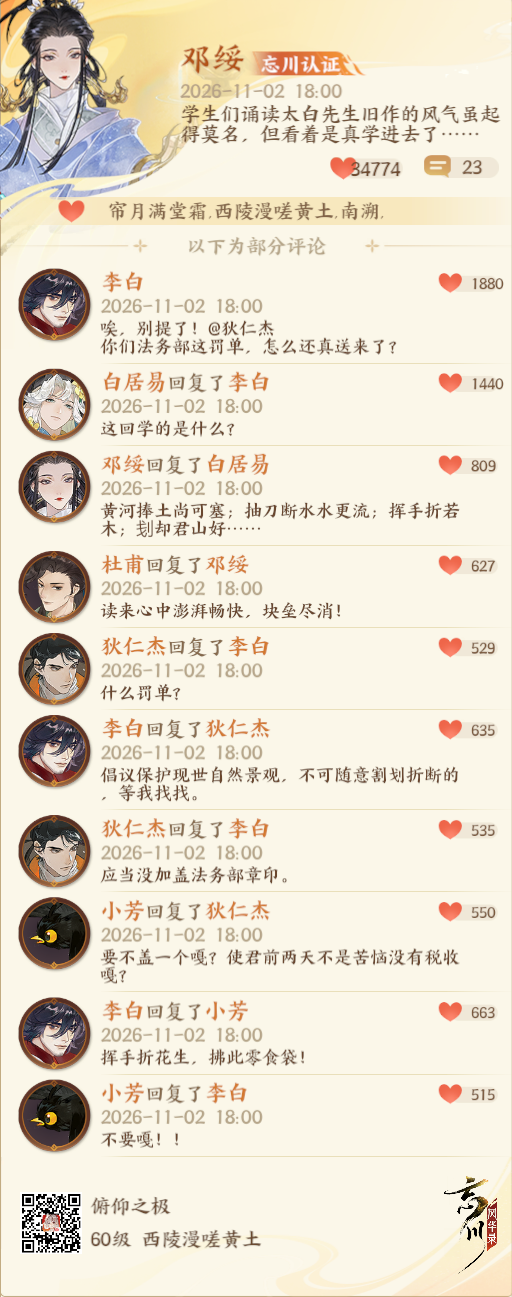 邓绥 忘川认证
2026-11-02 18:00
学生们诵读太白先生旧作的风气虽起
得莫名，但看着是真学进去了……
34774 23
帘月满堂霜,西陵漫嗟黄土,南溯,
以下为部分评论
李白 1880
2026-11-02 18:00
唉，别提了！@狄仁杰
你们法务部这罚单，怎么还真送来了？
白居易回复了李白 1440
2026-11-02 18:00
这回学的是什么？
邓绥回复了白居易 809
2026-11-02 18:00
黄河捧土尚可塞；抽刀断水水更流；挥手折若
木；刬却君山好……
杜甫回复了邓绥 627
2026-11-02 18:00
读来心中澎湃畅快，块垒尽消！
狄仁杰回复了李白 529
2026-11-02 18:00
什么罚单？
李白回复了狄仁杰 635
2026-11-02 18:00
倡议保护现世自然景观，不可随意割划折断的
，等我找找。
狄仁杰回复了李白 535
2026-11-02 18:00
应当没加盖法务部章印。
小芳回复了狄仁杰 550
2026-11-02 18:00
要不盖一个嘎？使君前两天不是苦恼没有税收
嘎？
李白回复了小芳 663
2026-11-02 18:00
挥手折花生，拂此零食袋！
小芳回复了李白 515
2026-11-02 18:00
不要嘎！！
俯仰之极
60级 西陵漫嗟黄土
忘川
风华录